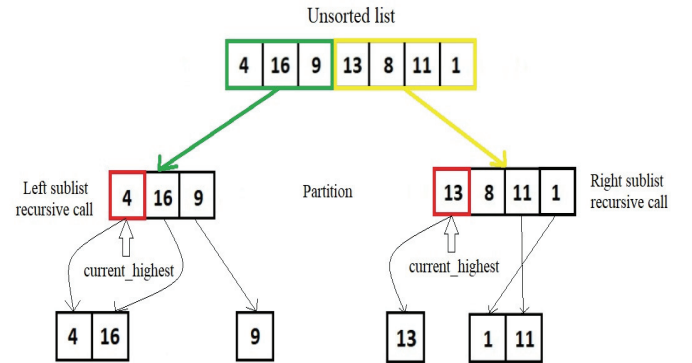 Unsorted list
4 16 9 13 8 11 1
Left sublist
recursive call
4 16 9
Partition
13 8 11 1
Right sublist
recursive call
current_highest
current_highest
4 16
9
13
1 11